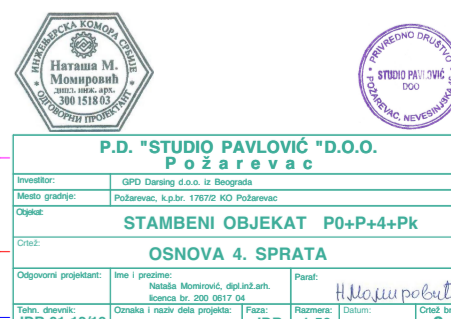 ИНЖЕЊЕРСКА КОМОРА СРБИЈЕ
Наташа М.
Момировић
дипл. инж. арх.
300 1518 03
ОДГОВОРНИ ПРОЈЕКТАНТ
PRIVREDNO DRUŠTVO
STUDIO PAVLOVIĆ
DOO
POŽAREVAC, NEVESINJSKA
P.D. "STUDIO PAVLOVIĆ "D.O.O.
Požarevac
Investitor: GPD Darsing d.o.o. iz Beograda
Mesto gradnje: Požarevac, k.p.br. 1767/2 KO Požarevac
Objekat:
STAMBENI OBJEKAT P0+P+4+Pk
Crtež:
OSNOVA 4. SPRATA
Odgovorni projektant: Ime i prezime: Paraf:
Nataša Momirović, dipl.inž.arh.
licenca br. 200 0617 04
Н.Момировић
Tehn. dnevnik: Oznaka i naziv dela projekta: Faza: Razmera: Datum: Crtež br